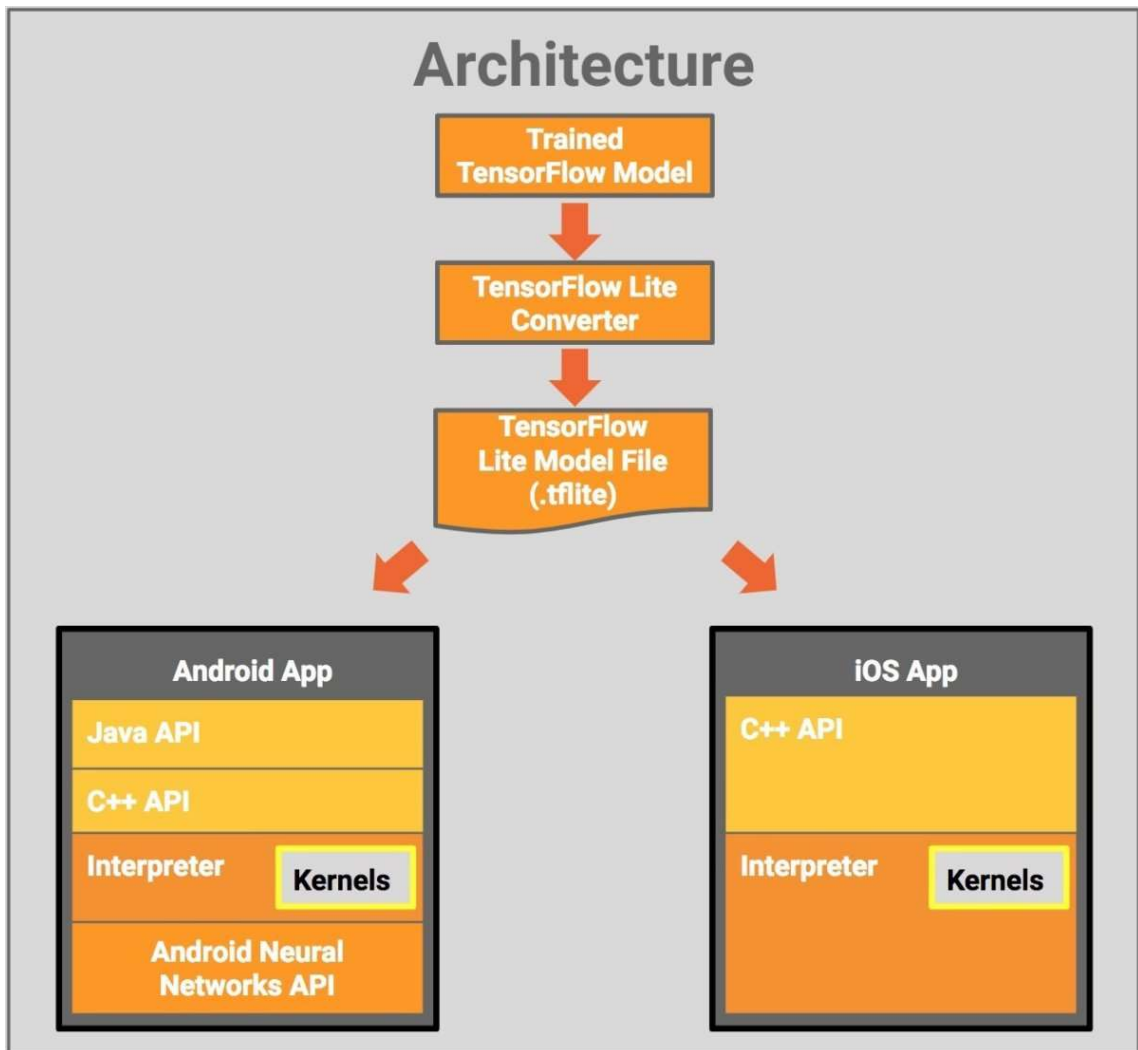 Architecture
Trained
TensorFlow Model
TensorFlow Lite
Converter
TensorFlow
Lite Model File
(.tflite)
Android App
Java API
C++ API
Interpreter
Kernels
Android Neural
Networks API
iOS App
C++ API
Interpreter
Kernels